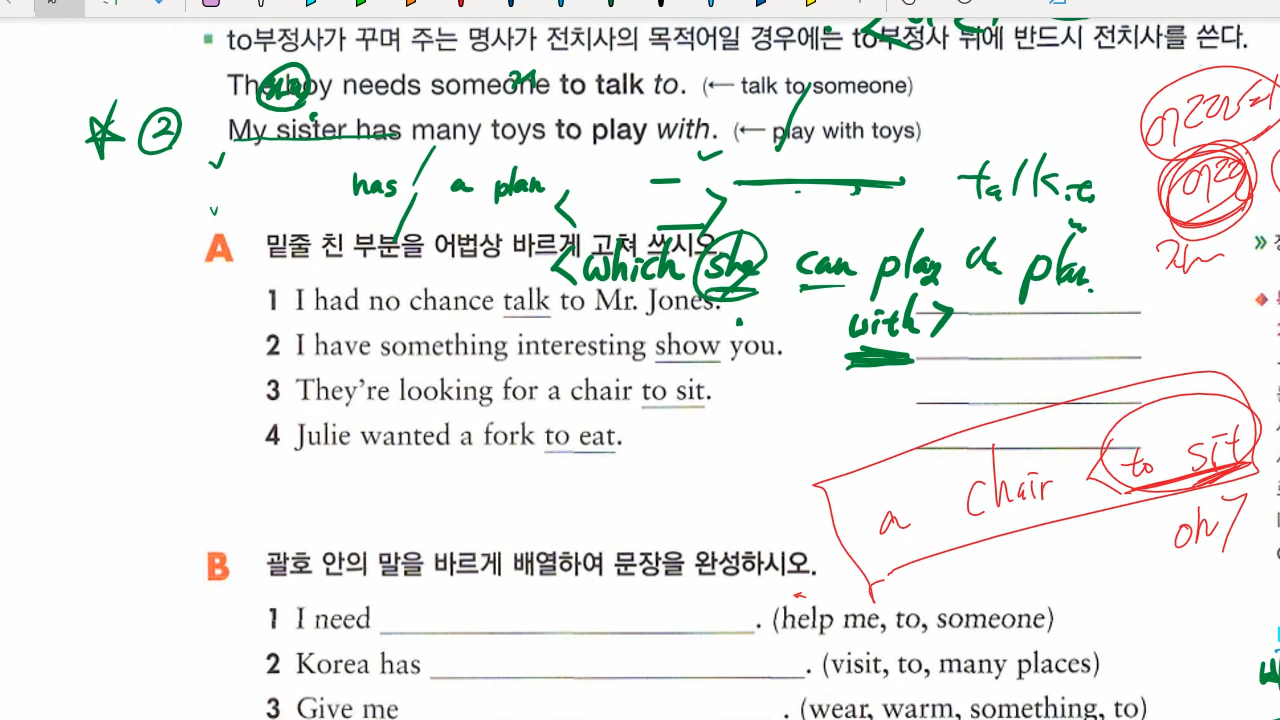 to부정사가 꾸며 주는 명사가 전치사의 목적어일 경우에는 to부정사 뒤에 반드시 전치사를 쓴다.
The boy needs someone to talk to. (← talk to someone)
② My sister has many toys to play with. (← play with toys)
has a plan talk
A 밑줄 친 부분을 어법상 바르게 고쳐 쓰시오.
<which she can play
with>
1 I had no chance talk to Mr. Jones.
2 I have something interesting show you.
3 They're looking for a chair to sit.
4 Julie wanted a fork to eat.
a chair to sit
on
B 괄호 안의 말을 바르게 배열하여 문장을 완성하시오.
1 I need . (help me, to, someone)
2 Korea has . (visit, to, many places)
3 Give me . (wear, warm, something, to)